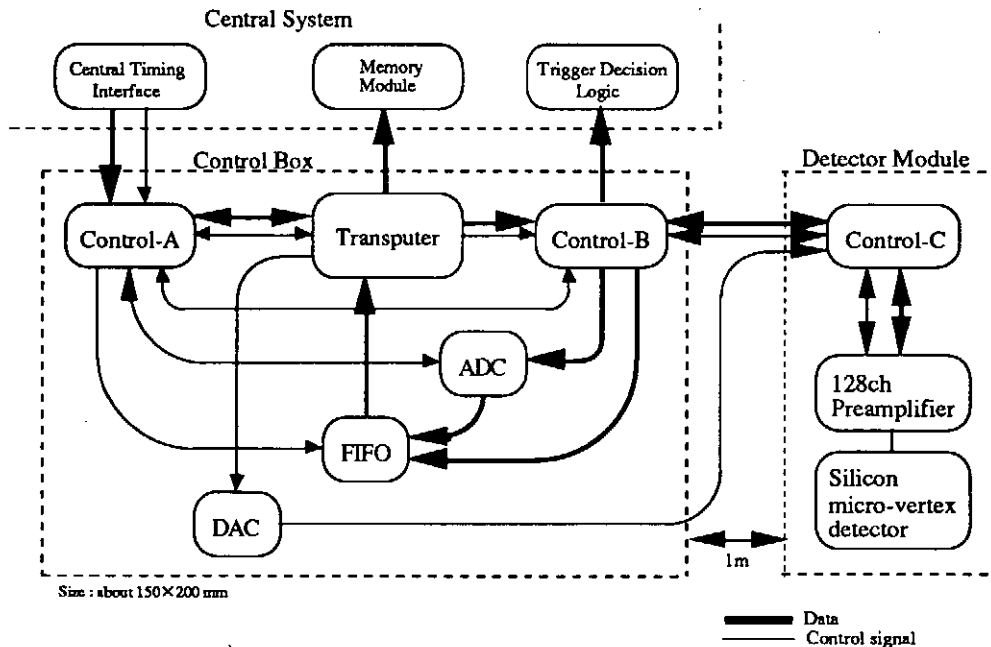 Central System
Central Timing
Interface
Memory
Module
Trigger Decision
Logic
Control Box
Detector Module
Control-A
Transputer
Control-B
Control-C
ADC
128ch
Preamplifier
FIFO
Silicon
micro-vertex
detector
DAC
1m
Size : about 150×200 mm
Data
Control signal